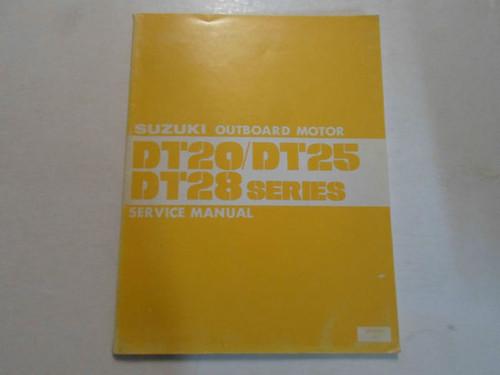 SUZUKI OUTBOARD MOTOR
DT20/DT25
DT28 SERIES
SERVICE MANUAL